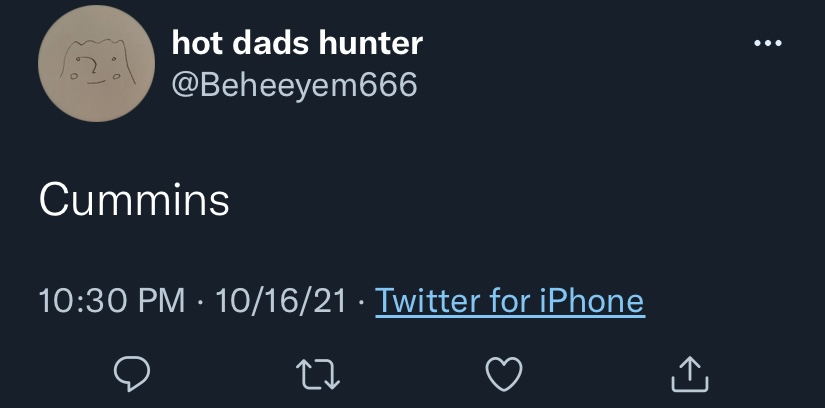 hot dads hunter
@Beheeyem666
Cummins
10:30 PM · 10/16/21 · Twitter for iPhone